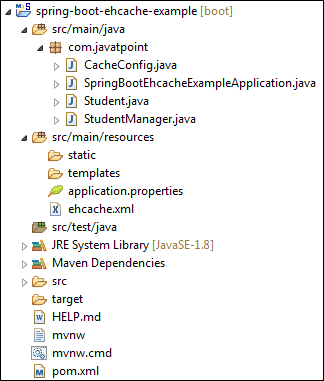 spring-boot-ehcache-example [boot]
src/main/java
com.javatpoint
CacheConfig.java
SpringBootEhcacheExampleApplication.java
Student.java
StudentManager.java
src/main/resources
static
templates
application.properties
ehcache.xml
src/test/java
JRE System Library [JavaSE-1.8]
Maven Dependencies
src
target
HELP.md
mvnw
mvnw.cmd
pom.xml